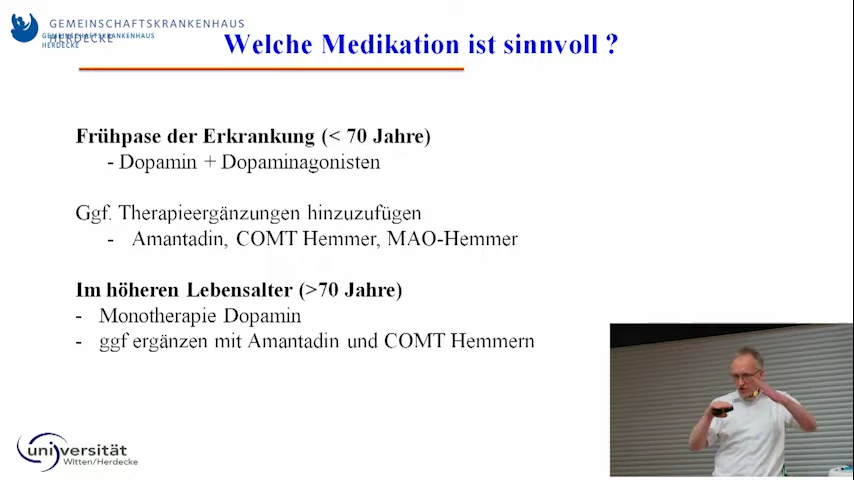 GEMEINSCHAFTSKRANKENHAUS
HERDECKE
GEMEINSCHAFTSKRANKENHAUS
HERDECKE
Welche Medikation ist sinnvoll ?
Frühpase der Erkrankung (< 70 Jahre)
- Dopamin + Dopaminagonisten
Ggf. Therapieergänzungen hinzuzufügen
- Amantadin, COMT Hemmer, MAO-Hemmer
Im höheren Lebensalter (>70 Jahre)
- Monotherapie Dopamin
- ggf ergänzen mit Amantadin und COMT Hemmern
universität
Witten/Herdecke